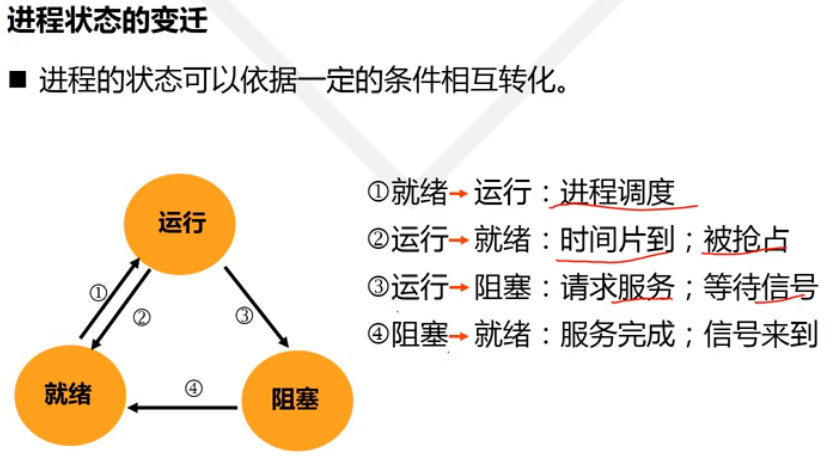 进程状态的变迁
■ 进程的状态可以依据一定的条件相互转化。
①就绪→运行：进程调度
②运行→就绪：时间片到；被抢占
③运行→阻塞：请求服务；等待信号
④阻塞→就绪：服务完成；信号来到
运行
①
②
③
就绪
④
阻塞